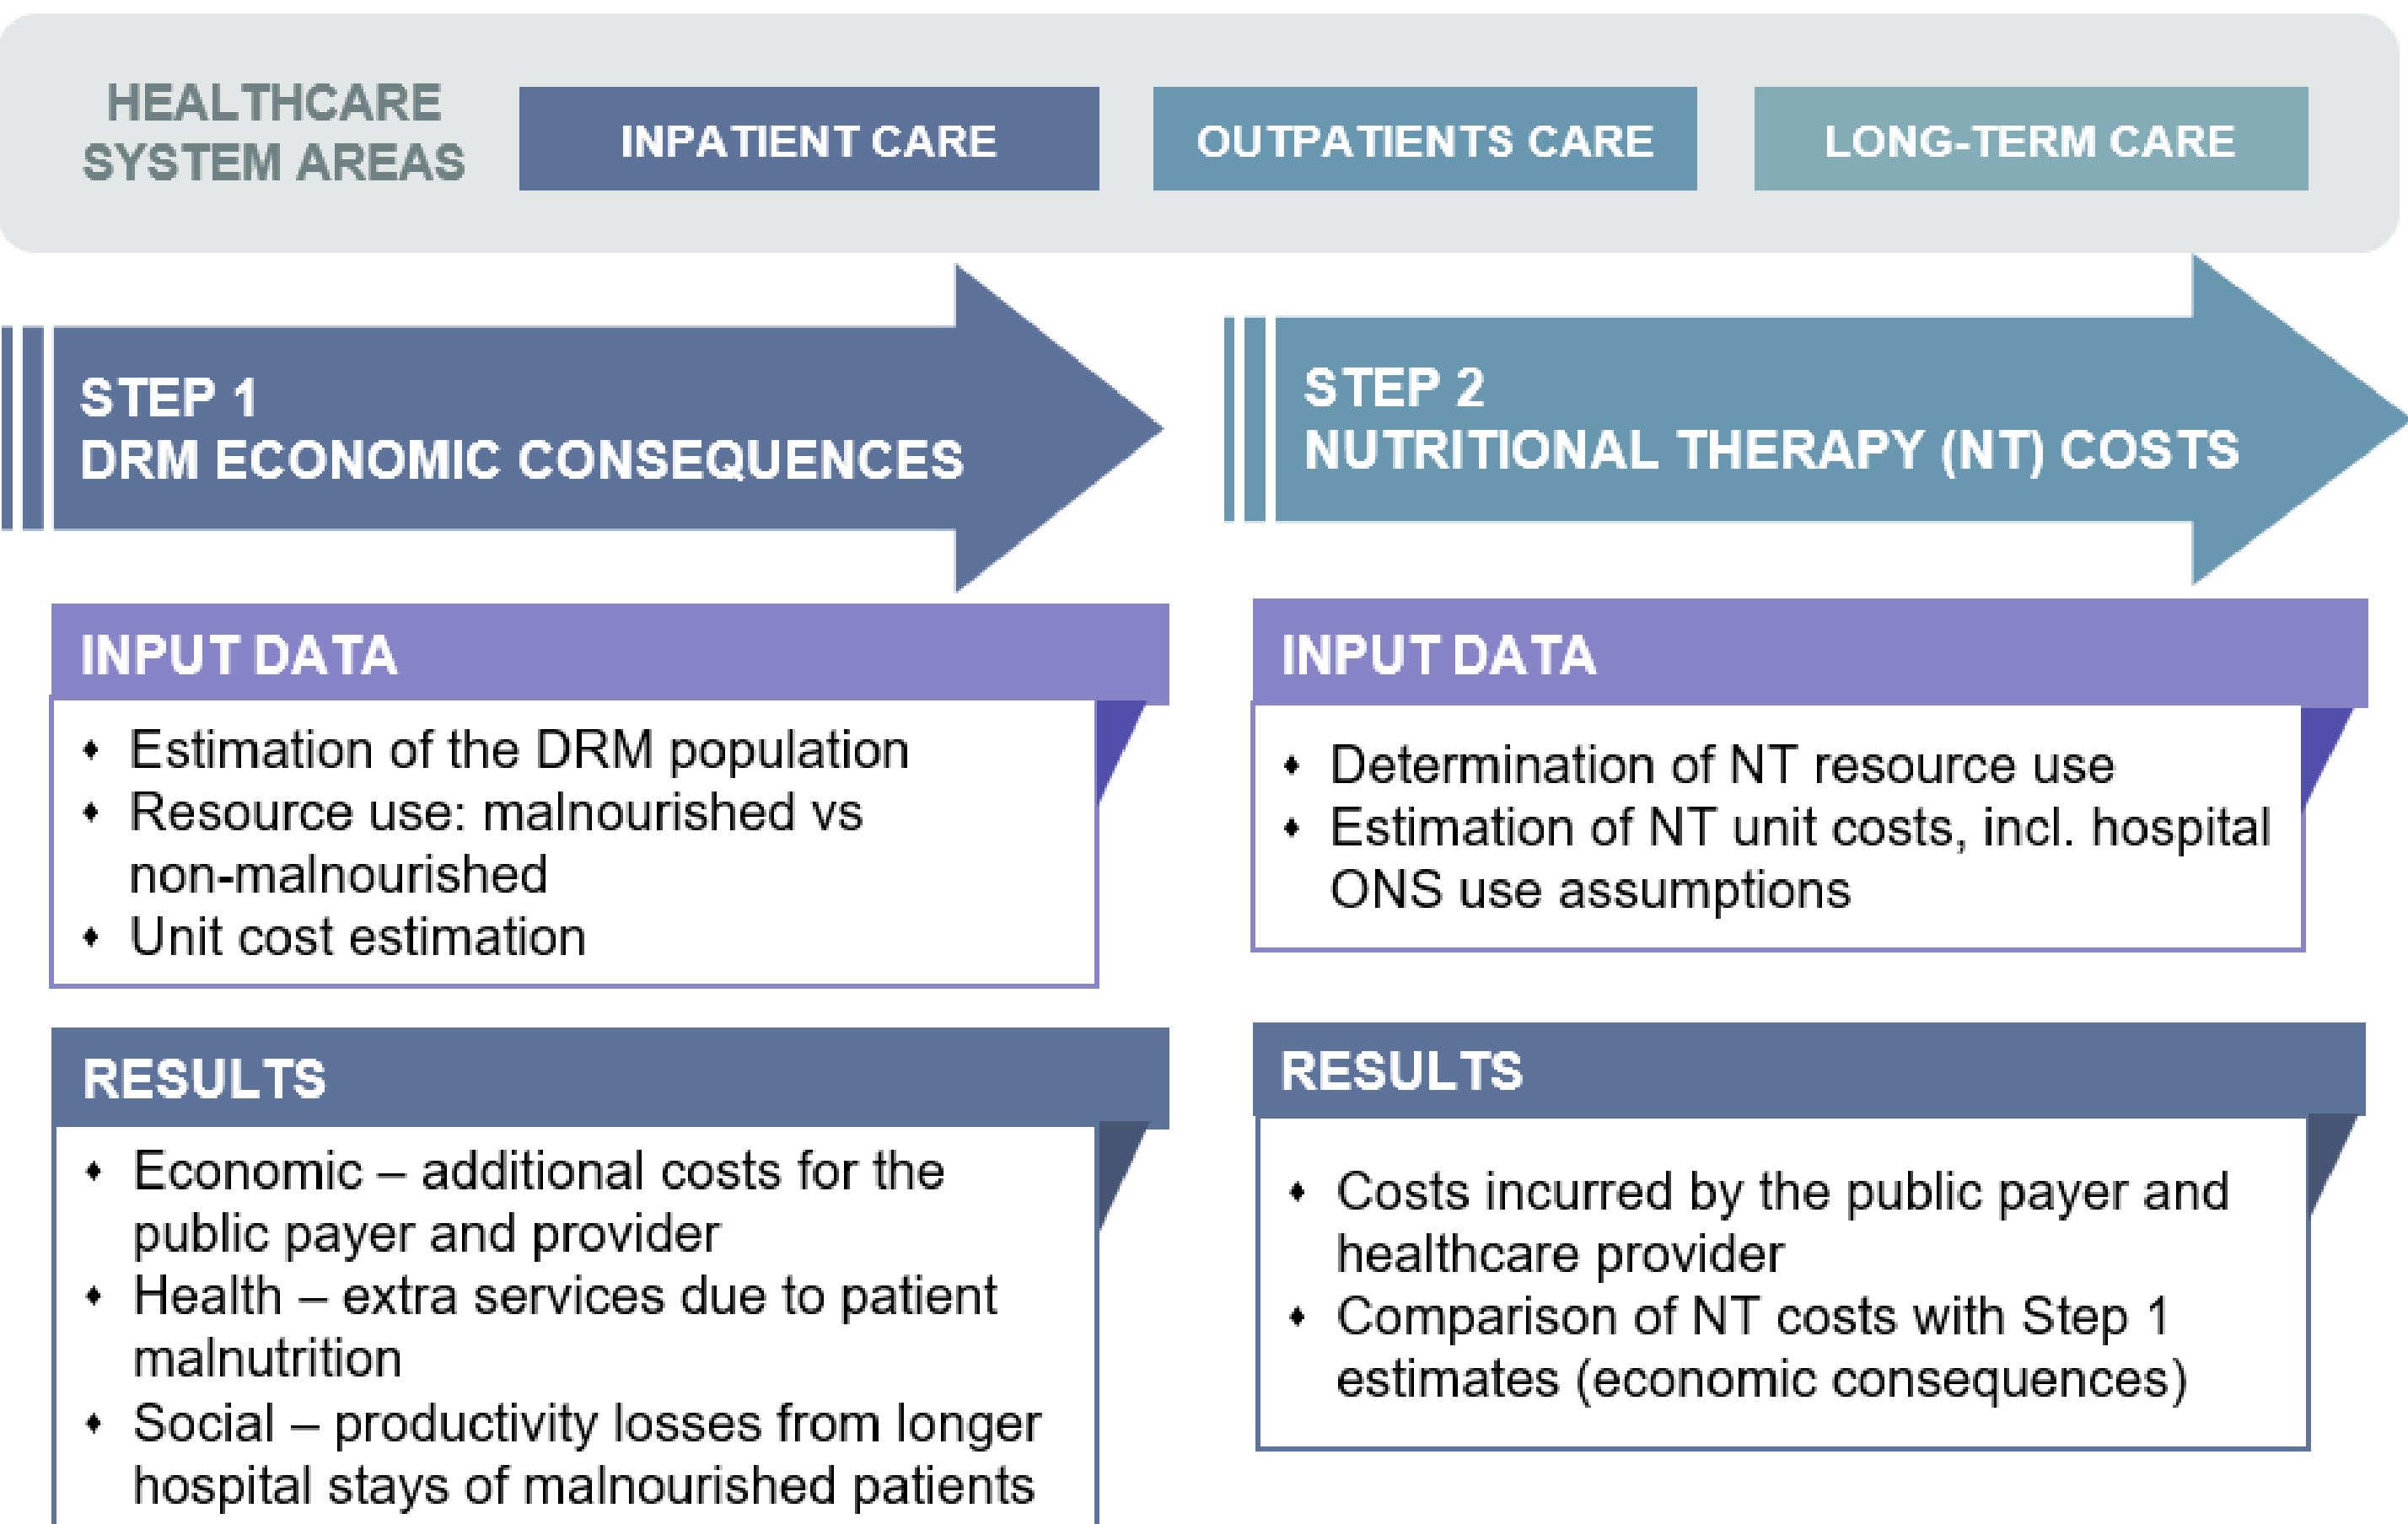 HEALTHCARE
SYSTEM AREAS
INPATIENT CARE
OUTPATIENTS CARE
LONG-TERM CARE
STEP 1
DRM ECONOMIC CONSEQUENCES
INPUT DATA
⬧ Estimation of the DRM population
⬧ Resource use: malnourished vs
non-malnourished
⬧ Unit cost estimation
RESULTS
⬧ Economic – additional costs for the
public payer and provider
⬧ Health – extra services due to patient
malnutrition
⬧ Social – productivity losses from longer
hospital stays of malnourished patients
STEP 2
NUTRITIONAL THERAPY (NT) COSTS
INPUT DATA
⬧ Determination of NT resource use
⬧ Estimation of NT unit costs, incl. hospital
ONS use assumptions
RESULTS
⬧ Costs incurred by the public payer and
healthcare provider
⬧ Comparison of NT costs with Step 1
estimates (economic consequences)